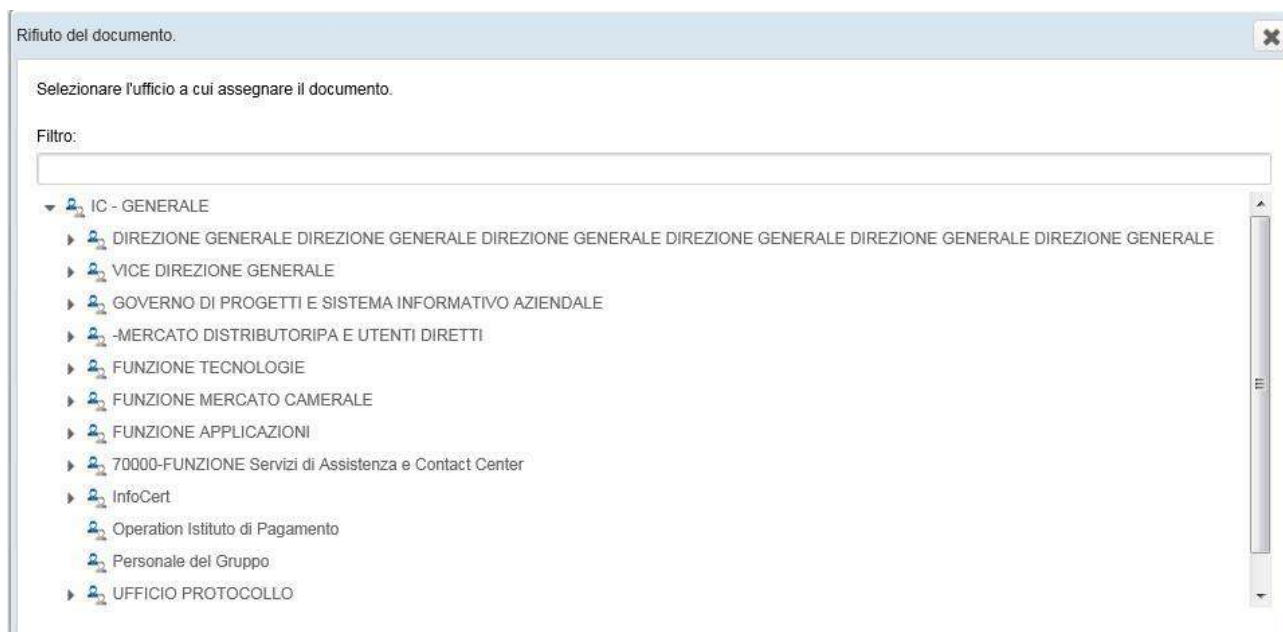 Rifiuto del documento.
Selezionare l'ufficio a cui assegnare il documento.
Filtro:
IC - GENERALE
DIREZIONE GENERALE DIREZIONE GENERALE DIREZIONE GENERALE DIREZIONE GENERALE DIREZIONE GENERALE DIREZIONE GENERALE
VICE DIREZIONE GENERALE
GOVERNO DI PROGETTI E SISTEMA INFORMATIVO AZIENDALE
-MERCATO DISTRIBUTORIPA E UTENTI DIRETTI
FUNZIONE TECNOLOGIE
FUNZIONE MERCATO CAMERALE
FUNZIONE APPLICAZIONI
70000-FUNZIONE Servizi di Assistenza e Contact Center
InfoCert
Operation Istituto di Pagamento
Personale del Gruppo
UFFICIO PROTOCOLLO